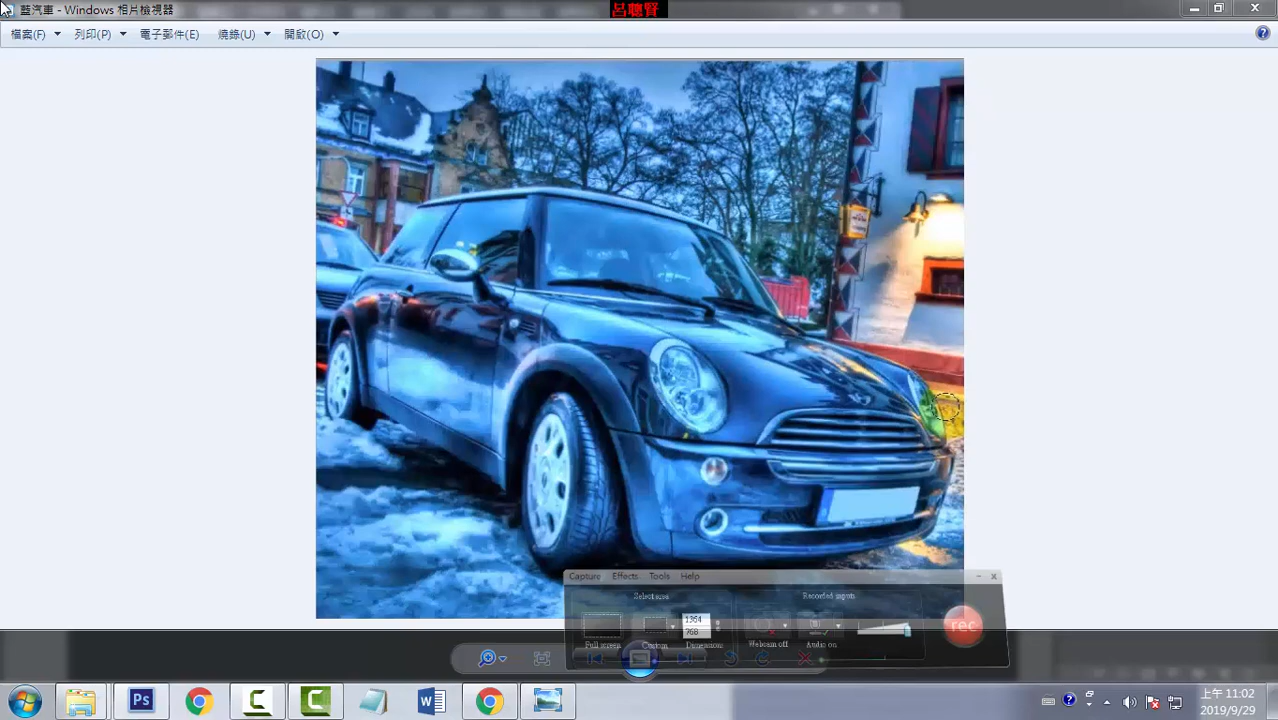 藍汽車 - Windows 相片檢視器
呂聰賢
檔案(F) 列印(P) 電子郵件(E) 燒錄(U) 開啟(O)
Capture Effects Tools Help
Select area Recorded inputs
1364
768
rec
Full screen Custom Dimensions Webcam off Audio on
Ps
上午 11:02
2019/9/29